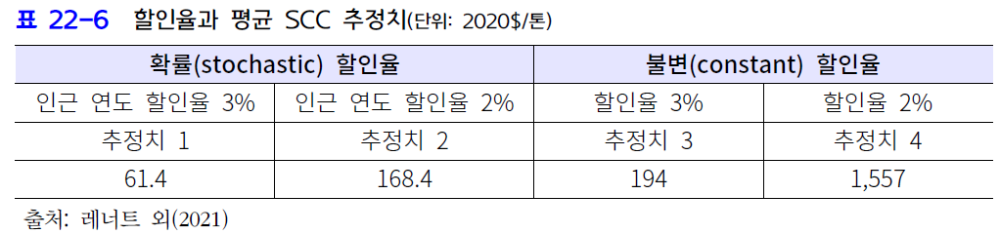 표 22-6 할인율과 평균 SCC 추정치(단위: 2020$/톤)
확률(stochastic) 할인율 불변(constant) 할인율
인근 연도 할인율 3% 인근 연도 할인율 2% 할인율 3% 할인율 2%
추정치 1 추정치 2 추정치 3 추정치 4
61.4 168.4 194 1,557
출처: 레너트 외(2021)